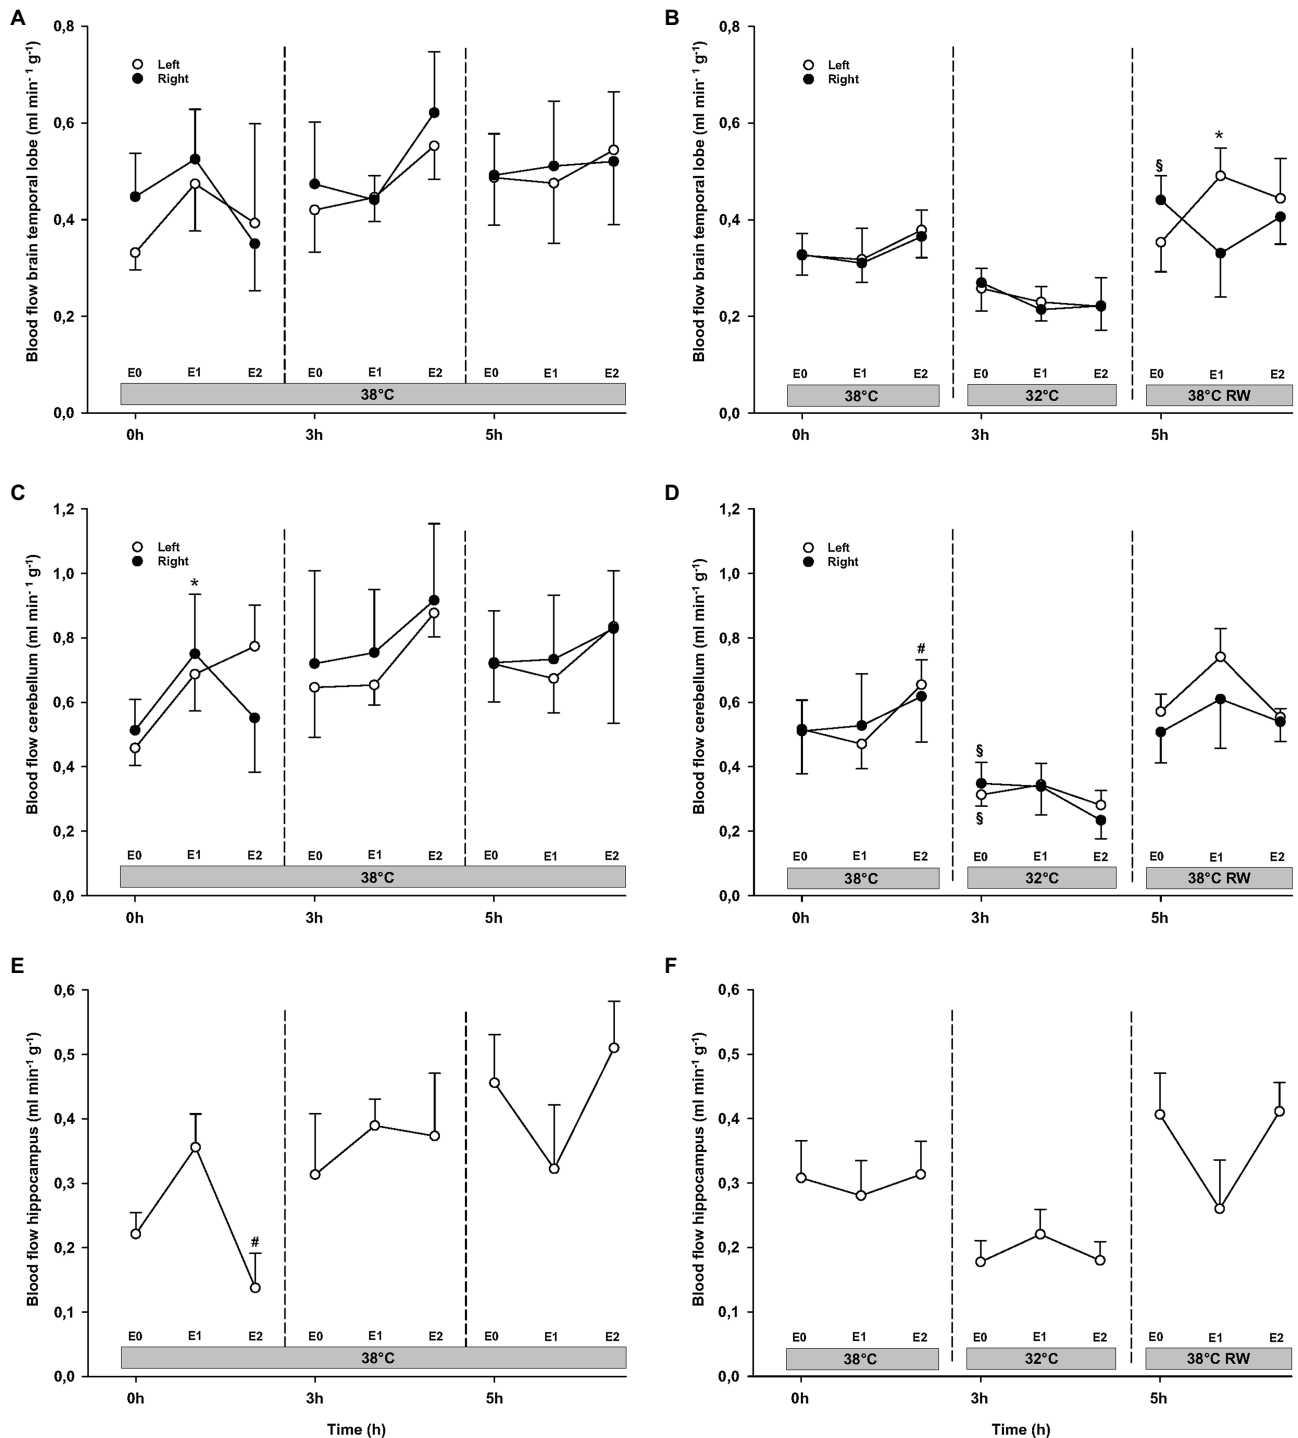 A
Blood flow brain temporal lobe (ml min⁻ ¹ g⁻¹)
0,8
0,6
0,4
0,2
0,0
Left
Right
E0 E1 E2 E0 E1 E2 E0 E1 E2
38°C
0h 3h 5h
B
Blood flow brain temporal lobe (ml min⁻¹ g⁻¹)
0,8
0,6
0,4
0,2
0,0
Left
Right
§ *
E0 E1 E2 E0 E1 E2 E0 E1 E2
38°C 32°C 38°C RW
0h 3h 5h
C
Blood flow cerebellum (ml min⁻ ¹ g⁻¹)
1,2
1,0
0,8
0,6
0,4
0,2
0,0
Left
Right
*
E0 E1 E2 E0 E1 E2 E0 E1 E2
38°C
0h 3h 5h
D
Blood flow cerebellum (ml min⁻¹ g⁻¹)
1,2
1,0
0,8
0,6
0,4
0,2
0,0
Left
Right
#
§
§
E0 E1 E2 E0 E1 E2 E0 E1 E2
38°C 32°C 38°C RW
0h 3h 5h
E
Blood flow hippocampus (ml min⁻¹ g⁻¹)
0,6
0,5
0,4
0,3
0,2
0,1
0,0
#
E0 E1 E2 E0 E1 E2 E0 E1 E2
38°C
0h 3h 5h
Time (h)
F
Blood flow hippocampus (ml min⁻¹ g⁻¹)
0,6
0,5
0,4
0,3
0,2
0,1
0,0
E0 E1 E2 E0 E1 E2 E0 E1 E2
38°C 32°C 38°C RW
0h 3h 5h
Time (h)